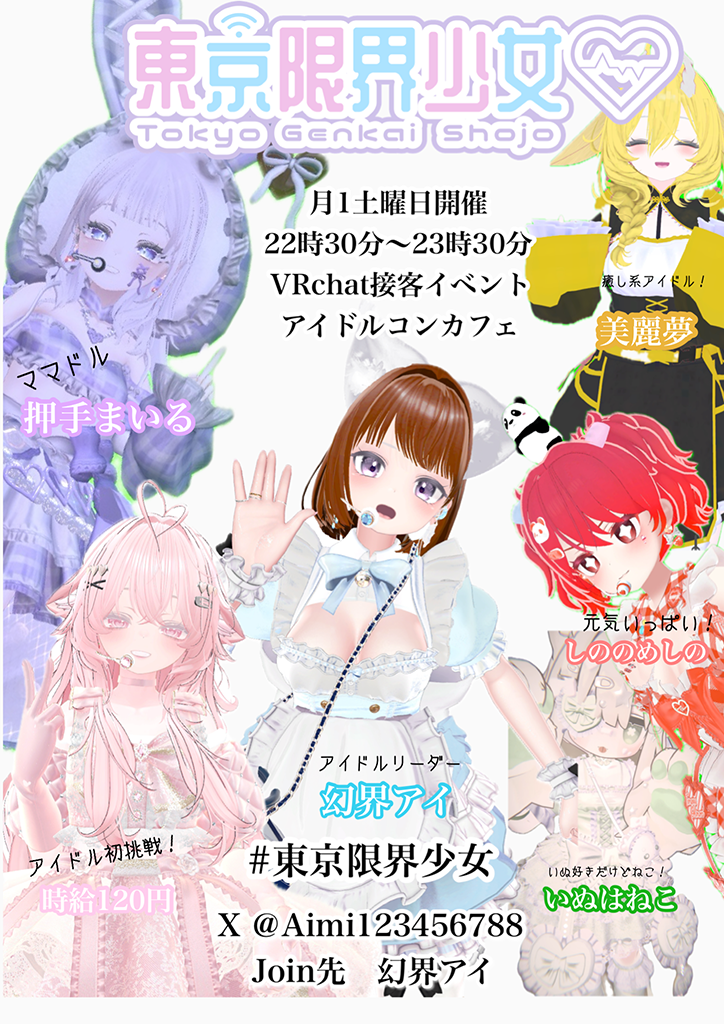 東京限界少女
Tokyo Genkai Shojo
月1土曜日開催
22時30分～23時30分
VRchat接客イベント
アイドルコンカフェ
癒し系アイドル！
美麗夢
ママドル
押手まいる
元気いっぱい！
しののめしの
アイドルリーダー
幻界アイ
アイドル初挑戦！
時給120円
いぬ好きだけどねこ！
いぬはねこ
#東京限界少女
X @Aimi123456788
Join先　幻界アイ